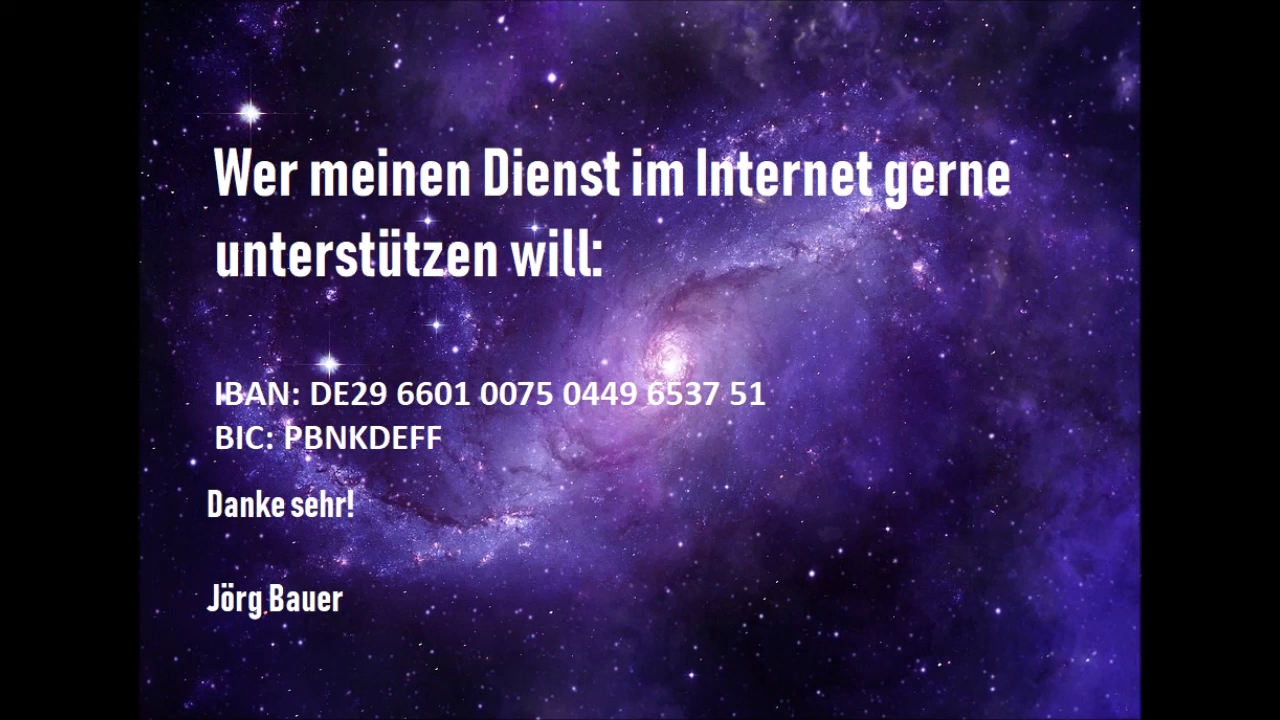 Wer meinen Dienst im Internet gerne
unterstützen will:
IBAN: DE29 6601 0075 0449 6537 51
BIC: PBNKDEFF
Danke sehr!
Jörg Bauer